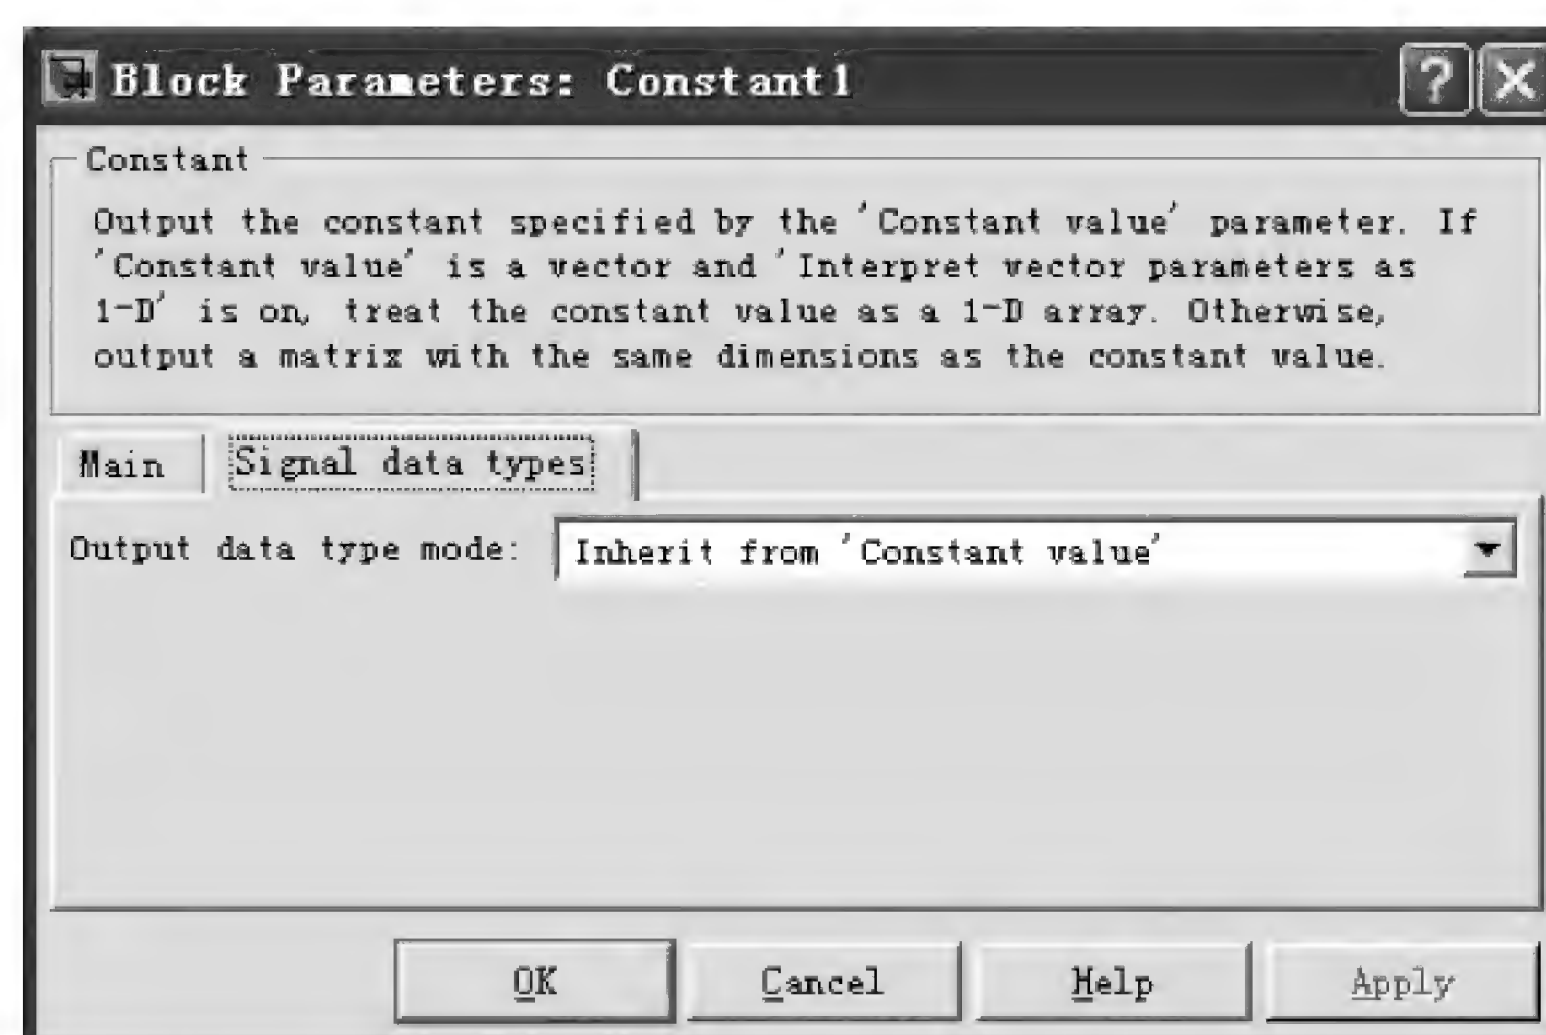 Block Parameters: Constant1
?
X
Constant
Output the constant specified by the 'Constant value' parameter. If
'Constant value' is a vector and 'Interpret vector parameters as
1-D' is on, treat the constant value as a 1-D array. Otherwise,
output a matrix with the same dimensions as the constant value.
Main
Signal data types
Output data type mode:
Inherit from 'Constant value'
OK
Cancel
Help
Apply